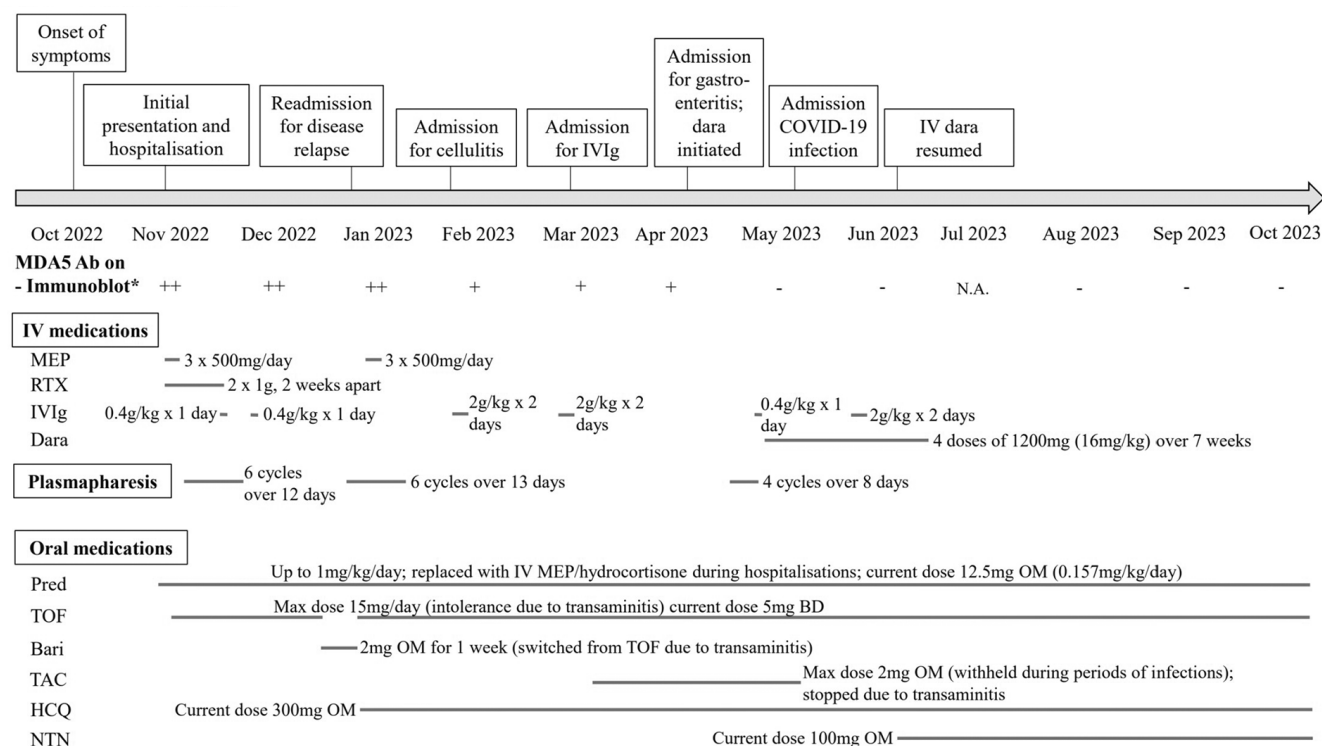 Onset of
symptoms
Initial
presentation and
hospitalisation
Readmission
for disease
relapse
Admission
for cellulitis
Admission
for IVIg
Admission
for gastro-
enteritis;
dara
initiated
Admission
COVID-19
infection
IV dara
resumed
Oct 2022 Nov 2022 Dec 2022 Jan 2023 Feb 2023 Mar 2023 Apr 2023 May 2023 Jun 2023 Jul 2023 Aug 2023 Sep 2023 Oct 2023
MDA5 Ab on
- Immunoblot* ++ ++ ++ + + + - - N.A. - - -
IV medications
MEP 3 x 500mg/day 3 x 500mg/day
RTX 2 x 1g, 2 weeks apart
IVIg 0.4g/kg x 1 day 0.4g/kg x 1 day 2g/kg x 2
days
2g/kg x 2
days
0.4g/kg x 1
day
2g/kg x 2 days
Dara 4 doses of 1200mg (16mg/kg) over 7 weeks
Plasmapharesis 6 cycles
over 12 days
6 cycles over 13 days 4 cycles over 8 days
Oral medications
Pred Up to 1mg/kg/day; replaced with IV MEP/hydrocortisone during hospitalisations; current dose 12.5mg OM (0.157mg/kg/day)
TOF Max dose 15mg/day (intolerance due to transaminitis) current dose 5mg BD
Bari 2mg OM for 1 week (switched from TOF due to transaminitis)
TAC Max dose 2mg OM (withheld during periods of infections);
stopped due to transaminitis
HCQ Current dose 300mg OM
NTN Current dose 100mg OM